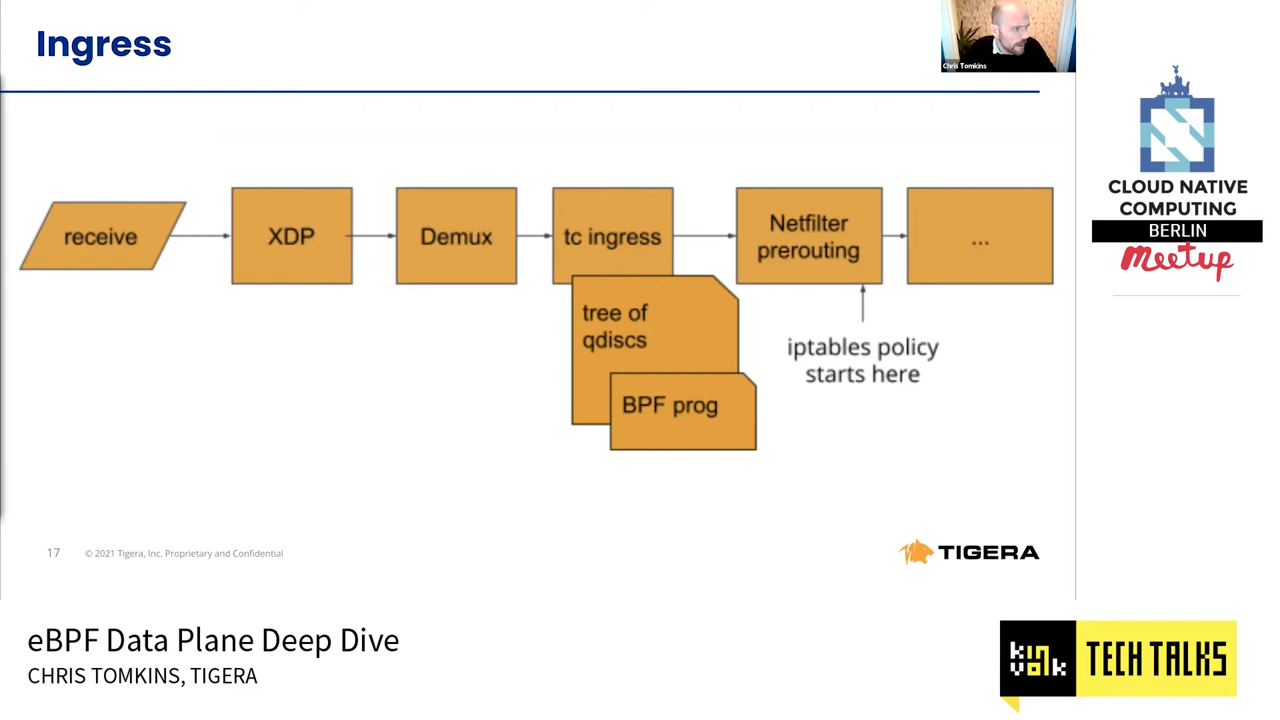 Ingress
Chris Tomkins
receive
XDP
Demux
tc ingress
Netfilter
prerouting
...
tree of
qdiscs
BPF prog
iptables policy
starts here
17
© 2021 Tigera, Inc. Proprietary and Confidential
TIGERA
CLOUD NATIVE
COMPUTING
BERLIN
meetup
eBPF Data Plane Deep Dive
CHRIS TOMKINS, TIGERA
kinvolk
TECH TALKS